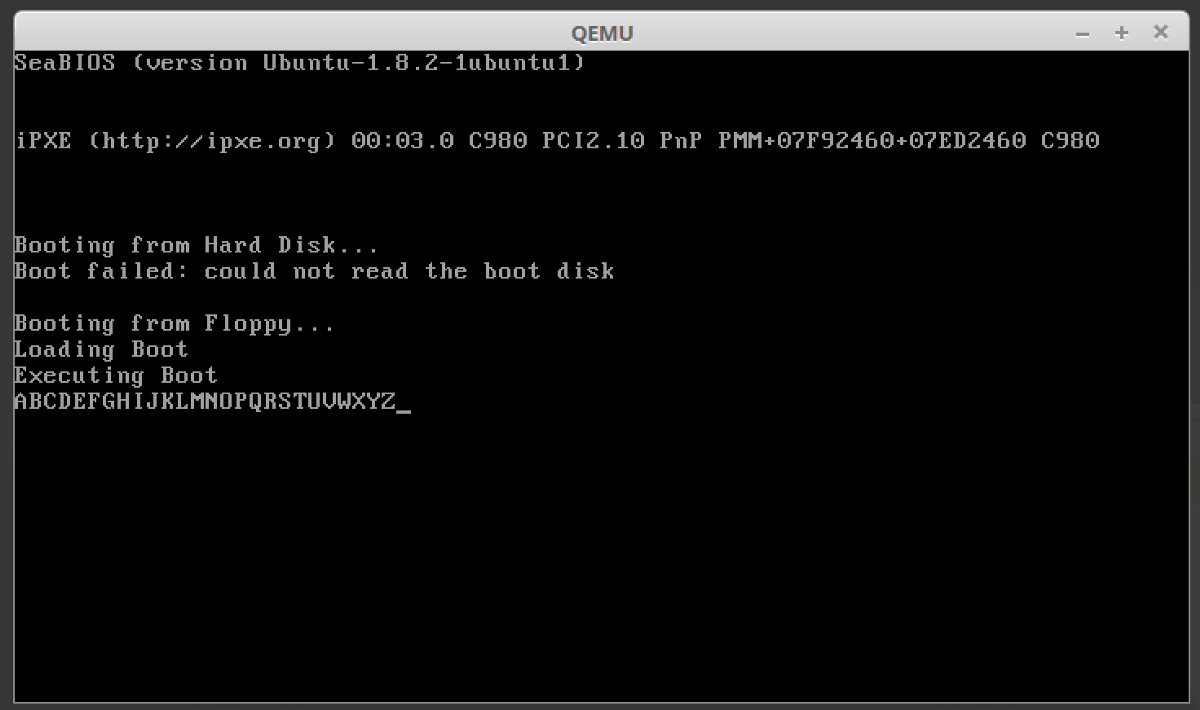 QEMU
SeaBIOS (version Ubuntu-1.8.2-1ubuntu1)
iPXE (http://ipxe.org) 00:03.0 C980 PCI2.10 PnP PMM+07F92460+07ED2460 C980
Booting from Hard Disk...
Boot failed: could not read the boot disk
Booting from Floppy...
Loading Boot
Executing Boot
ABCDEFGHIJKLMNOPQRSTUVWXYZ_